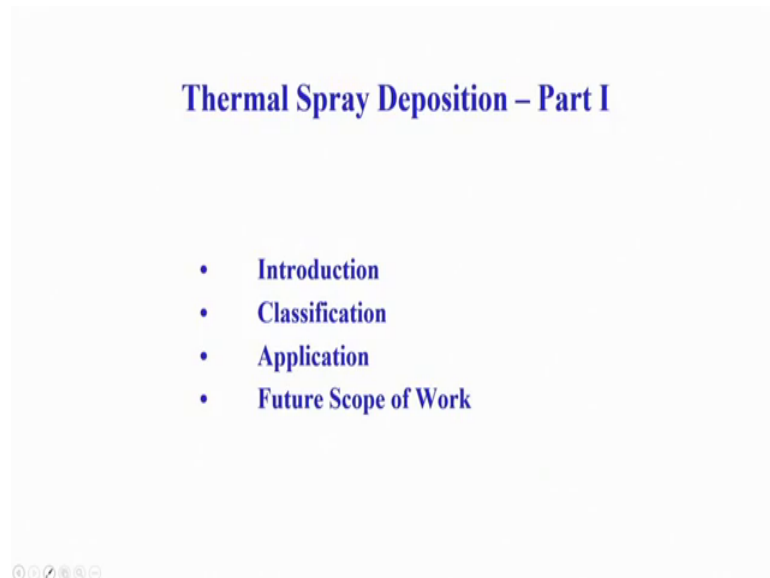 Thermal Spray Deposition – Part I
• Introduction
• Classification
• Application
• Future Scope of Work